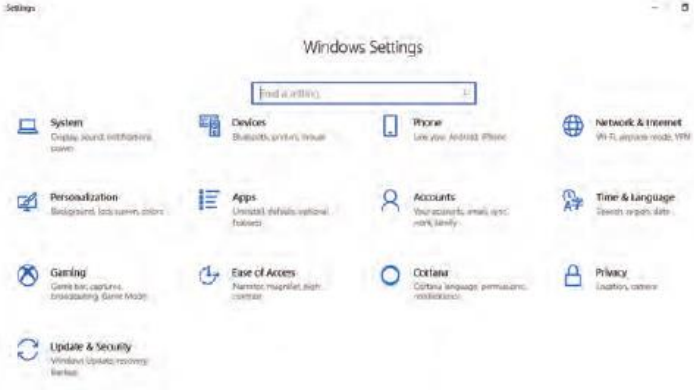 Settings
Windows Settings
Find a setting
System
Display, sound, notifications,
power
Devices
Bluetooth, printers, mouse
Phone
Link your Android, iPhone
Network & Internet
Wi-Fi, airplane mode, VPN
Personalization
Background, lock screen, colors
Apps
Uninstall, defaults, optional
features
Accounts
Your accounts, email, sync,
work, family
Time & Language
Speech, region, date
Gaming
Game bar, captures,
broadcasting, Game Mode
Ease of Access
Narrator, magnifier, high
contrast
Cortana
Cortana language, permissions,
notifications
Privacy
Location, camera
Update & Security
Windows Update, recovery,
backup